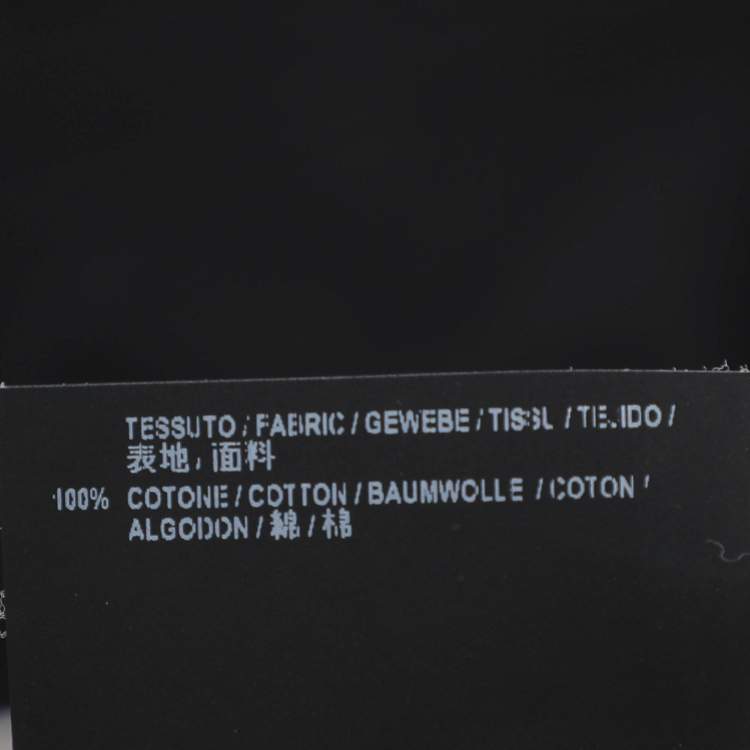 TESSUTO / FABRIC / GEWEBE / TISSU / TEJIDO /
表地 / 面料
100% COTONE / COTTON / BAUMWOLLE / COTON /
ALGODON / 綿 / 棉